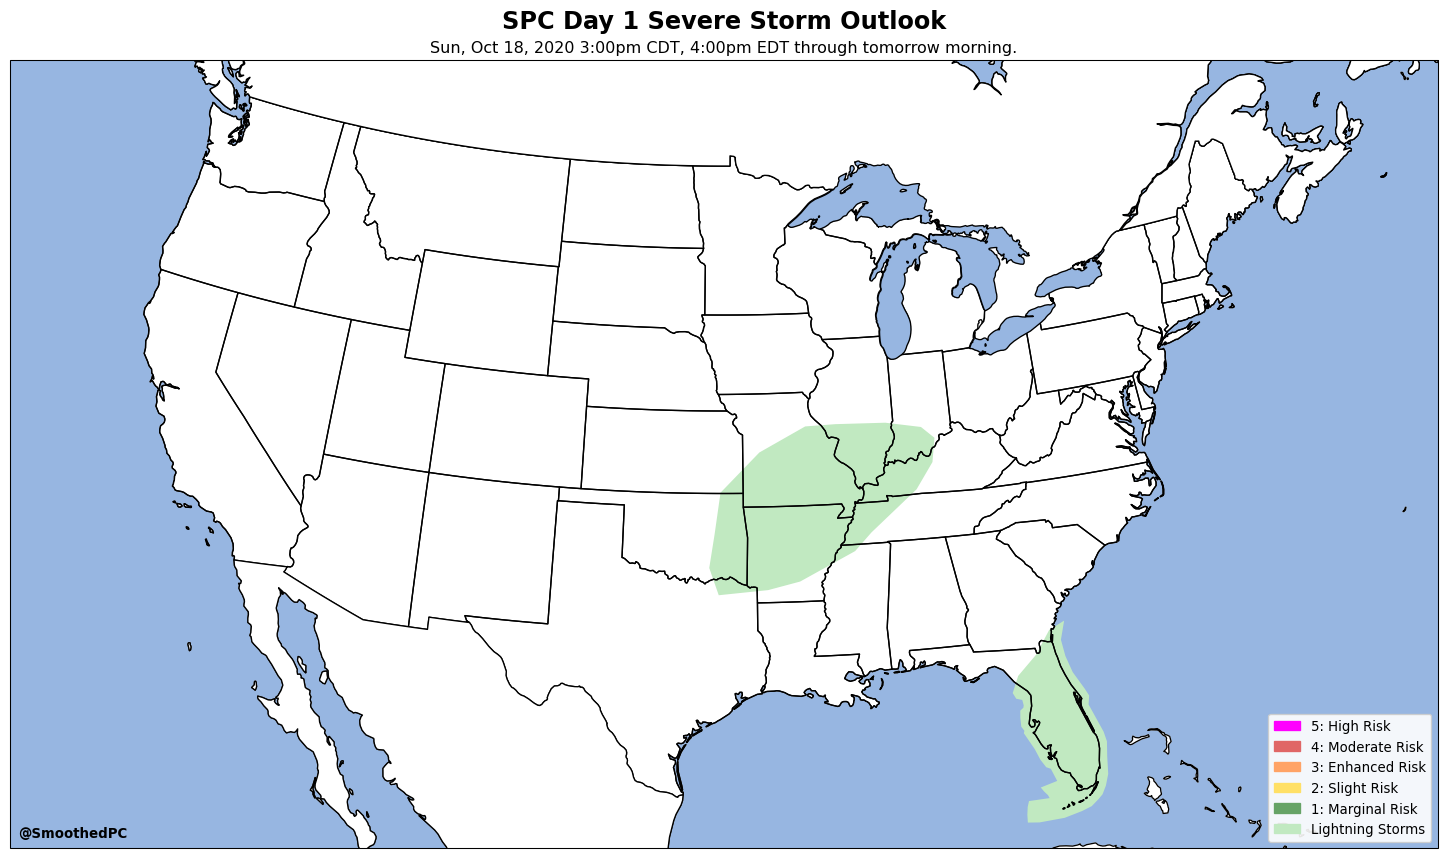 SPC Day 1 Severe Storm Outlook
Sun, Oct 18, 2020 3:00pm CDT, 4:00pm EDT through tomorrow morning.
5: High Risk
4: Moderate Risk
3: Enhanced Risk
2: Slight Risk
1: Marginal Risk
Lightning Storms
@SmoothedPC